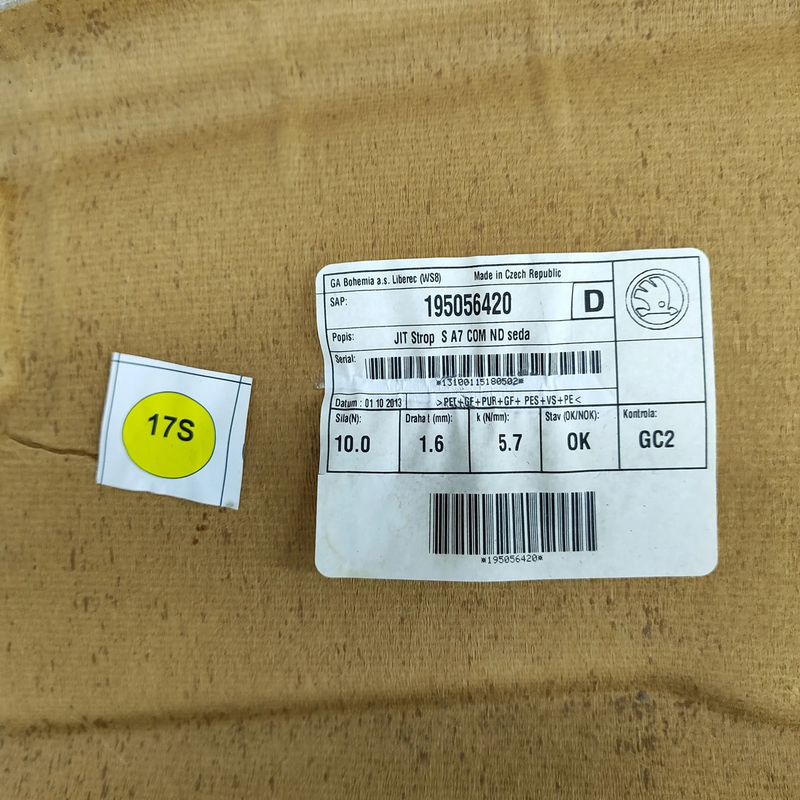 GA Bohemia a.s. Liberec (WS8) Made in Czech Republic
SAP: 195056420 D
Popis: JIT Strop S A7 COM ND seda
Serial:
*13100115180502*
Datum : 01 10 2013 >PET+GF+PUR+GF+ PES+VS+PE<
Sila(N): Draha t (mm): k (N/mm): Stav (OK/NOK): Kontrola:
10.0 1.6 5.7 OK GC2
*195056420*
17S